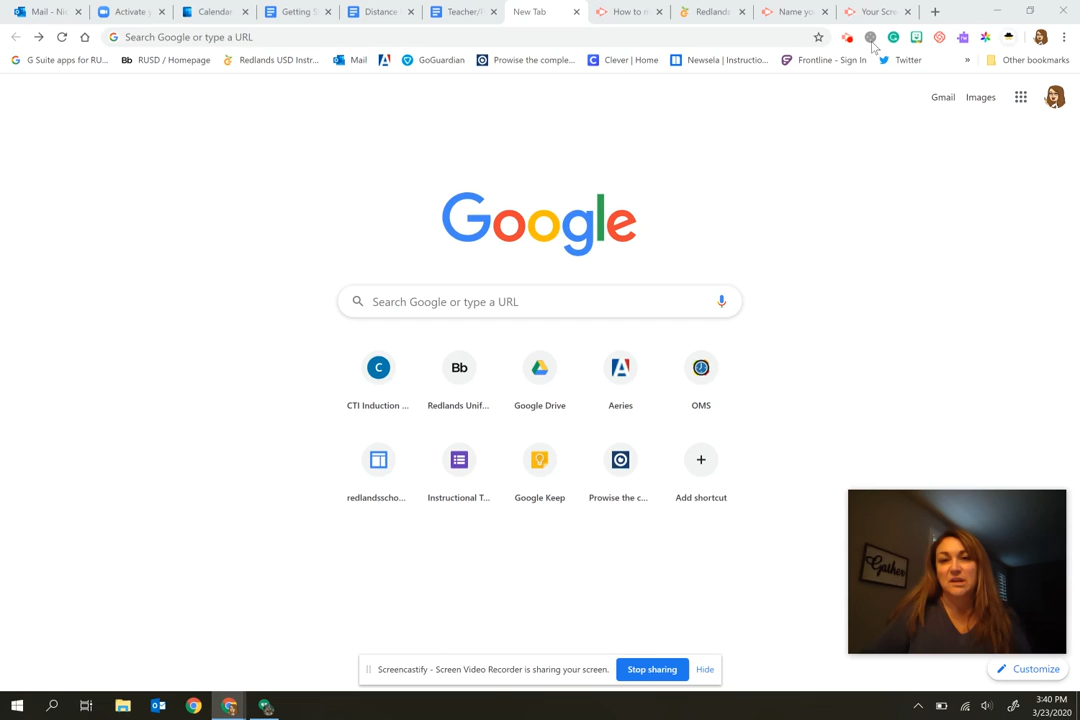 Mail - Nie
Activate y
Calendar
Getting S
Distance
Teacher/
New Tab
How to m
Redlands
Name yo
Your Scre
Search Google or type a URL
G Suite apps for RU...
Bb RUSD / Homepage
Redlands USD Instr...
Mail
GoGuardian
Prowise the comple...
Clever | Home
Newsela | Instructio...
Frontline - Sign In
Twitter
»
Other bookmarks
Gmail
Images
Google
Search Google or type a URL
C
Bb
CTI Induction ...
Redlands Unif...
Google Drive
Aeries
OMS
redlandsscho...
Instructional T...
Google Keep
Prowise the c...
Add shortcut
Gather
Screencastify - Screen Video Recorder is sharing your screen.
Stop sharing
Hide
Customize
3:40 PM
3/23/2020